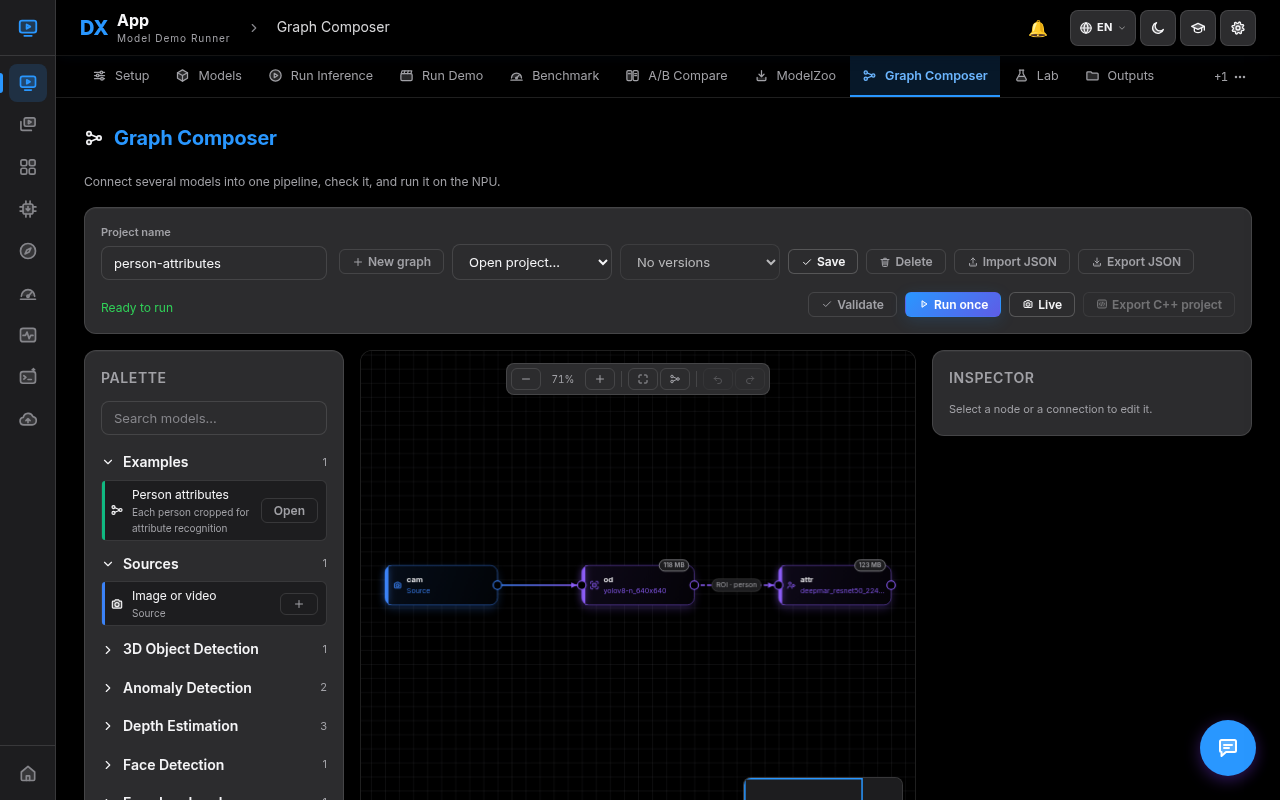 DX
App
Model Demo Runner
Graph Composer
EN
Setup
Models
Run Inference
Run Demo
Benchmark
A/B Compare
ModelZoo
Graph Composer
Lab
Outputs
+1
Graph Composer
Connect several models into one pipeline, check it, and run it on the NPU.
Project name
person-attributes
New graph
Open project...
No versions
Save
Delete
Import JSON
Export JSON
Ready to run
Validate
Run once
Live
Export C++ project
PALETTE
Search models...
Examples
1
Person attributes
Each person cropped for
attribute recognition
Open
Sources
1
Image or video
Source
3D Object Detection
1
Anomaly Detection
2
Depth Estimation
3
Face Detection
1
71%
cam
Source
118 MB
od
yolov8-n_640x640
ROI · person
123 MB
attr
deepmar_resnet50_224...
INSPECTOR
Select a node or a connection to edit it.